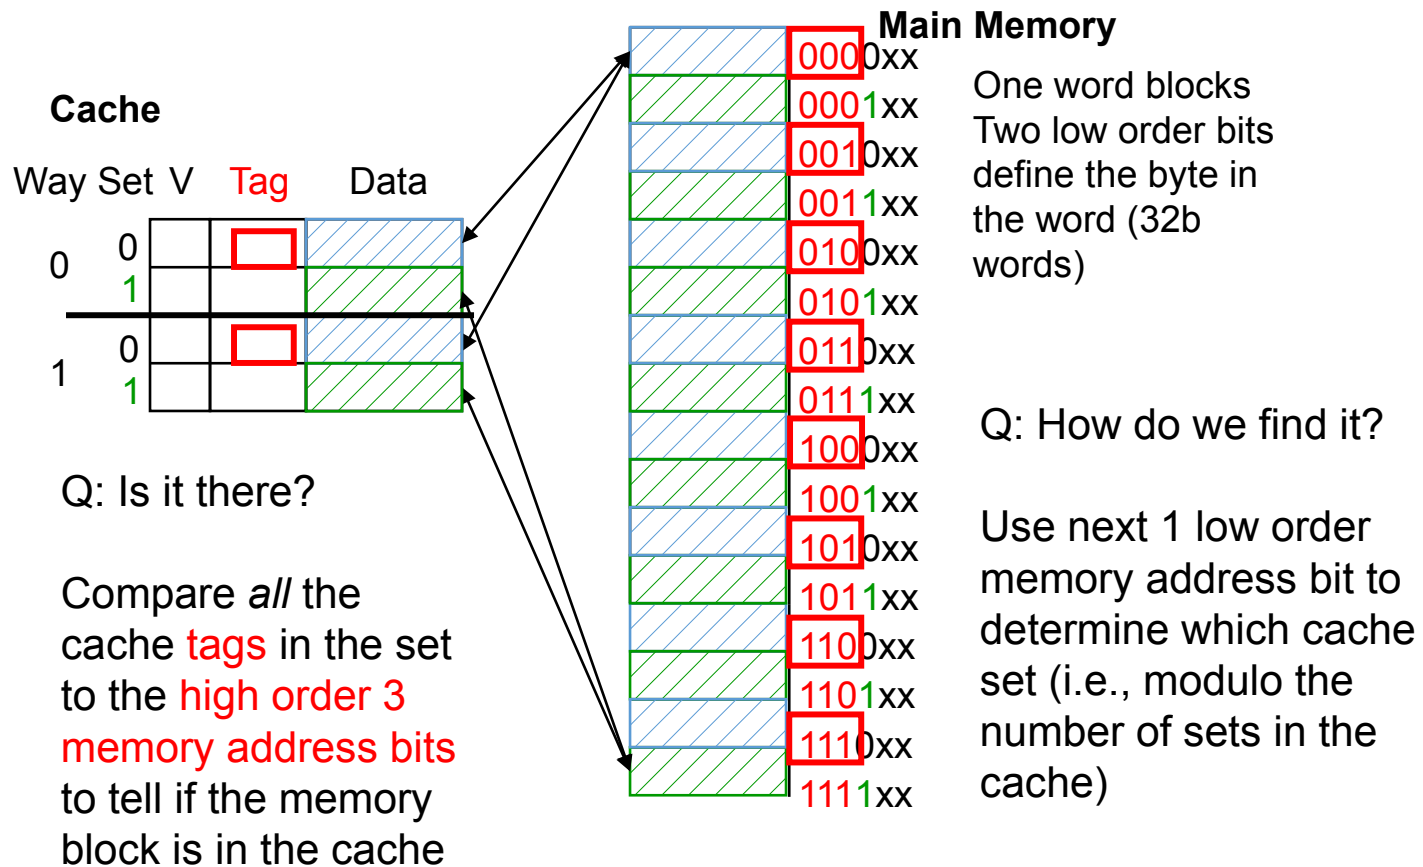 Main Memory
Cache
Way Set V Tag Data
0
0
1
1
0
1
0000xx
0001xx
0010xx
0011xx
0100xx
0101xx
0110xx
0111xx
1000xx
1001xx
1010xx
1011xx
1100xx
1101xx
1110xx
1111xx
One word blocks
Two low order bits
define the byte in
the word (32b
words)
Q: Is it there?
Compare all the
cache tags in the set
to the high order 3
memory address bits
to tell if the memory
block is in the cache
Q: How do we find it?
Use next 1 low order
memory address bit to
determine which cache
set (i.e., modulo the
number of sets in the
cache)